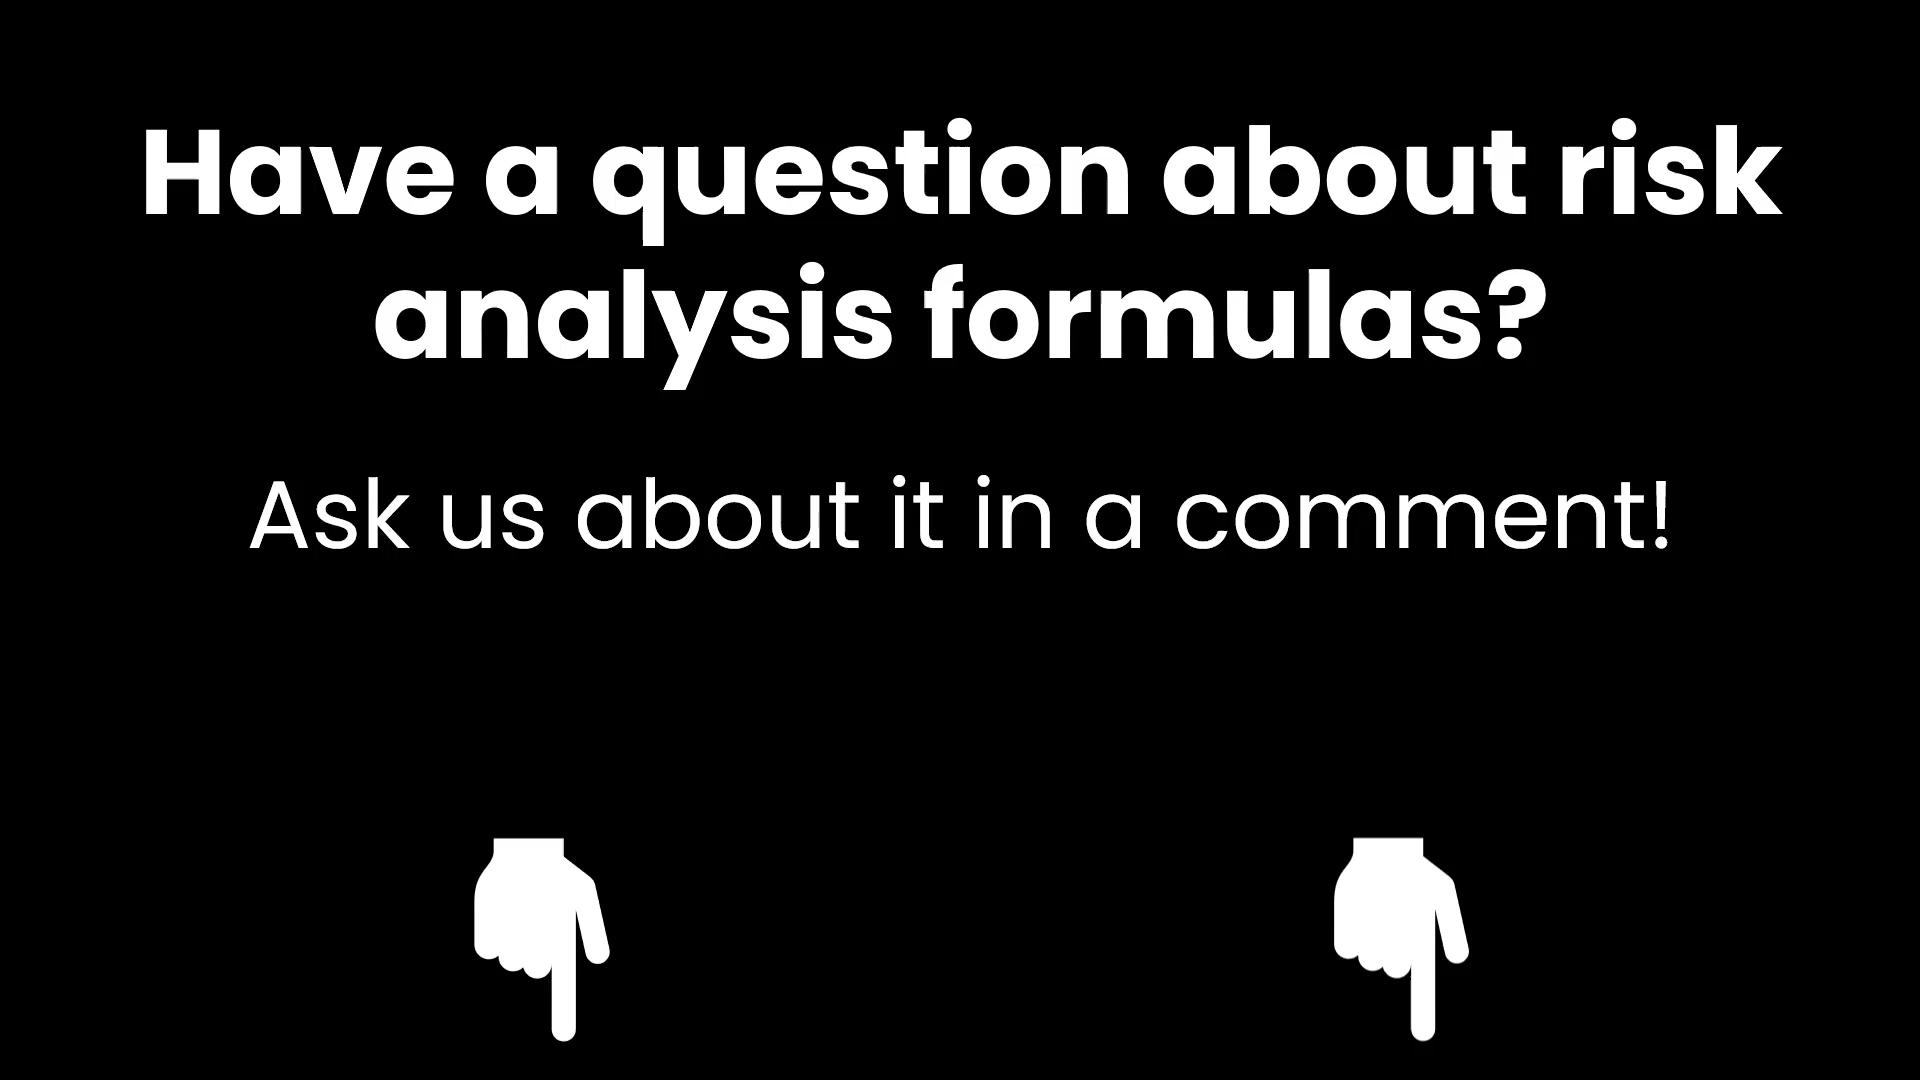 Have a question about risk
analysis formulas?
Ask us about it in a comment!